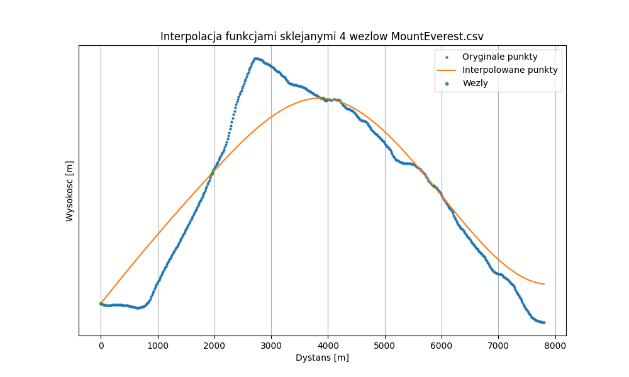 Interpolacja funkcjami sklejanymi 4 wezlow MountEverest.csv
Oryginale punkty
Interpolowane punkty
Wezly
Wysokosc [m]
0 1000 2000 3000 4000 5000 6000 7000 8000
Dystans [m]